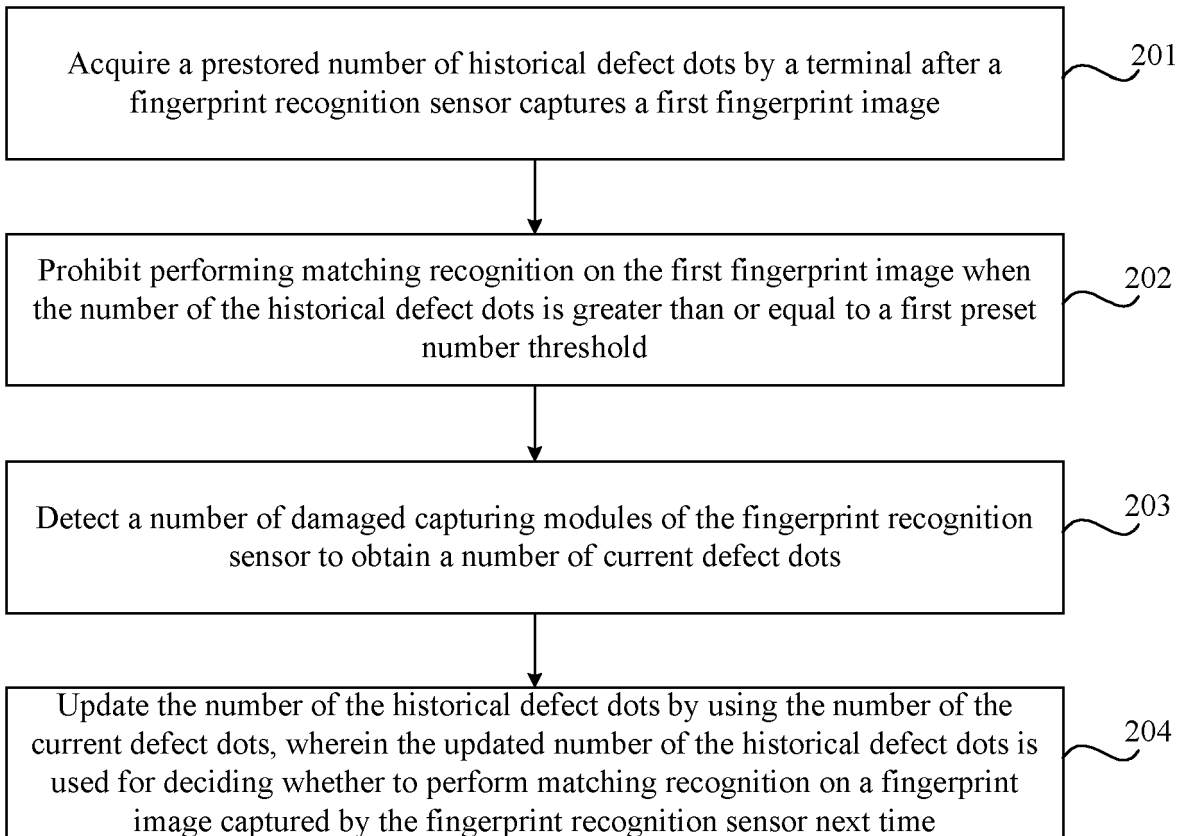 Acquire a prestored number of historical defect dots by a terminal after a
fingerprint recognition sensor captures a first fingerprint image
201
Prohibit performing matching recognition on the first fingerprint image when
the number of the historical defect dots is greater than or equal to a first preset
number threshold
202
Detect a number of damaged capturing modules of the fingerprint recognition
sensor to obtain a number of current defect dots
203
Update the number of the historical defect dots by using the number of the
current defect dots, wherein the updated number of the historical defect dots is
used for deciding whether to perform matching recognition on a fingerprint
image captured by the fingerprint recognition sensor next time
204